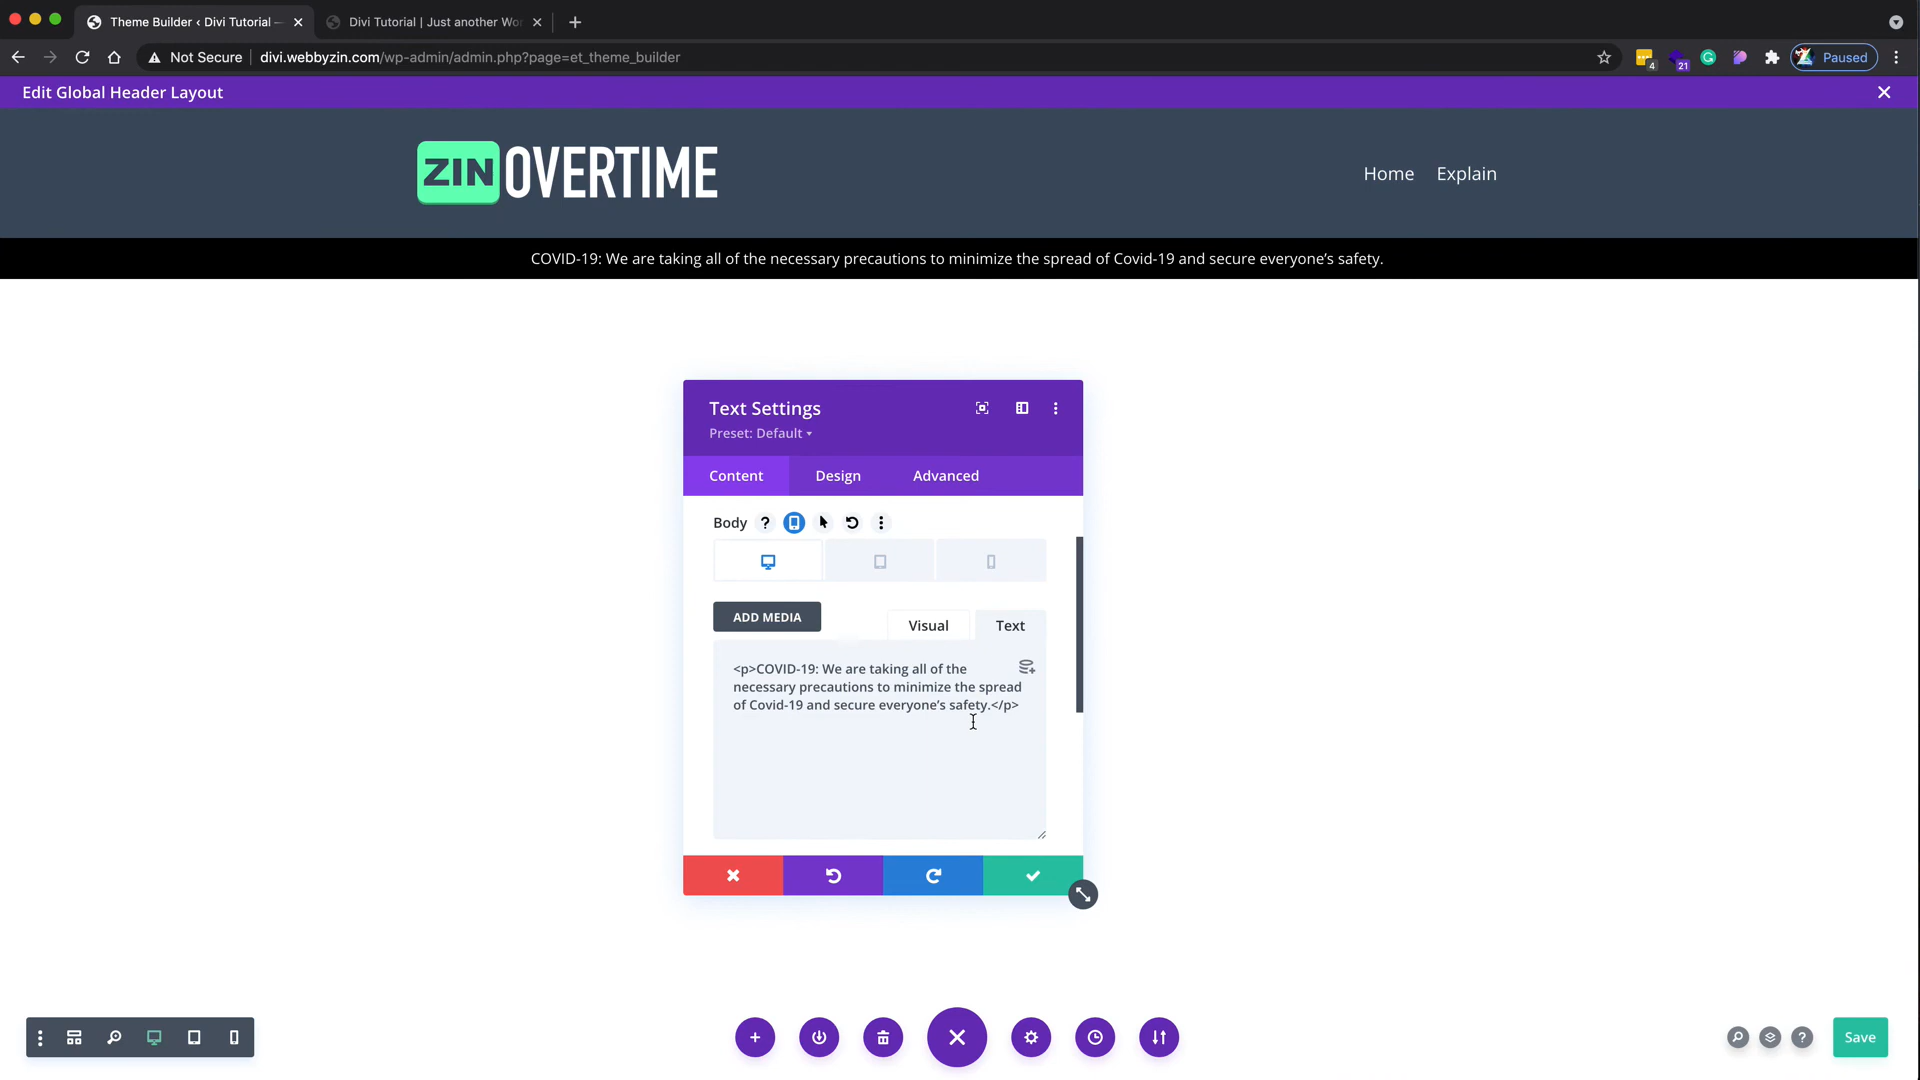 Theme Builder ‹ Divi Tutorial —
Divi Tutorial | Just another Wor
Not Secure
divi.webbyzin.com/wp-admin/admin.php?page=et_theme_builder
4
21
Paused
Edit Global Header Layout
ZIN OVERTIME
Home
Explain
COVID-19: We are taking all of the necessary precautions to minimize the spread of Covid-19 and secure everyone’s safety.
Text Settings
Preset: Default
Content
Design
Advanced
Body
ADD MEDIA
Visual
Text
<p>COVID-19: We are taking all of the
necessary precautions to minimize the spread
of Covid-19 and secure everyone’s safety.</p>
Save